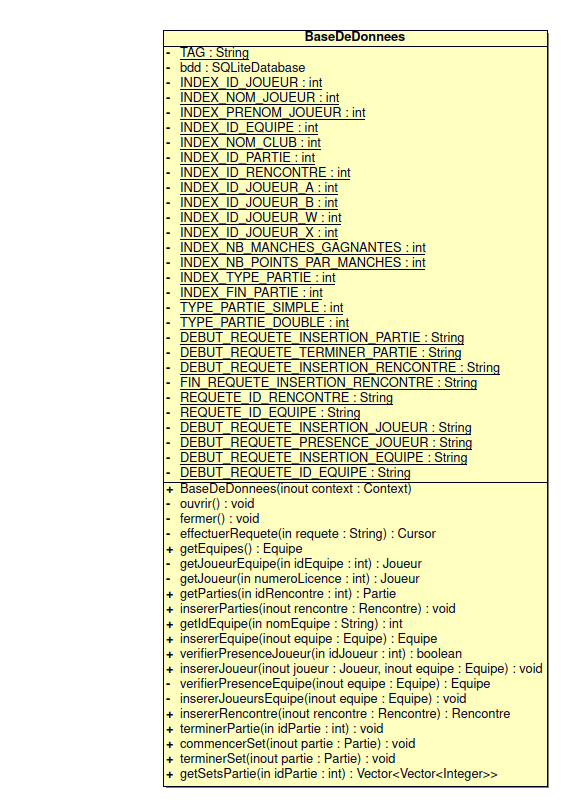 BaseDeDonnees
- TAG : String
- bdd : SQLiteDatabase
- INDEX_ID_JOUEUR : int
- INDEX_NOM_JOUEUR : int
- INDEX_PRENOM_JOUEUR : int
- INDEX_ID_EQUIPE : int
- INDEX_NOM_CLUB : int
- INDEX_ID_PARTIE : int
- INDEX_ID_RENCONTRE : int
- INDEX_ID_JOUEUR_A : int
- INDEX_ID_JOUEUR_B : int
- INDEX_ID_JOUEUR_W : int
- INDEX_ID_JOUEUR_X : int
- INDEX_NB_MANCHES_GAGNANTES : int
- INDEX_NB_POINTS_PAR_MANCHES : int
- INDEX_TYPE_PARTIE : int
- INDEX_FIN_PARTIE : int
- TYPE_PARTIE_SIMPLE : int
- TYPE_PARTIE_DOUBLE : int
- DEBUT_REQUETE_INSERTION_PARTIE : String
- DEBUT_REQUETE_TERMINER_PARTIE : String
- DEBUT_REQUETE_INSERTION_RENCONTRE : String
- FIN_REQUETE_INSERTION_RENCONTRE : String
- REQUETE_ID_RENCONTRE : String
- REQUETE_ID_EQUIPE : String
- DEBUT_REQUETE_INSERTION_JOUEUR : String
- DEBUT_REQUETE_PRESENCE_JOUEUR : String
- DEBUT_REQUETE_INSERTION_EQUIPE : String
- DEBUT_REQUETE_ID_EQUIPE : String
+ BaseDeDonnees(inout context : Context)
- ouvrir() : void
- fermer() : void
- effectuerRequete(in requete : String) : Cursor
+ getEquipes() : Equipe
- getJoueurEquipe(in idEquipe : int) : Joueur
- getJoueur(in numeroLicence : int) : Joueur
+ getParties(in idRencontre : int) : Partie
+ insererParties(inout rencontre : Rencontre) : void
+ getIdEquipe(in nomEquipe : String) : int
+ insererEquipe(inout equipe : Equipe) : Equipe
+ verifierPresenceJoueur(in idJoueur : int) : boolean
+ insererJoueur(inout joueur : Joueur, inout equipe : Equipe) : void
- verifierPresenceEquipe(inout equipe : Equipe) : Equipe
- insererJoueursEquipe(inout equipe : Equipe) : void
+ insererRencontre(inout rencontre : Rencontre) : Rencontre
+ terminerPartie(in idPartie : int) : void
+ commencerSet(inout partie : Partie) : void
+ terminerSet(inout partie : Partie) : void
+ getSetsPartie(in idPartie : int) : Vector<Vector<Integer>>